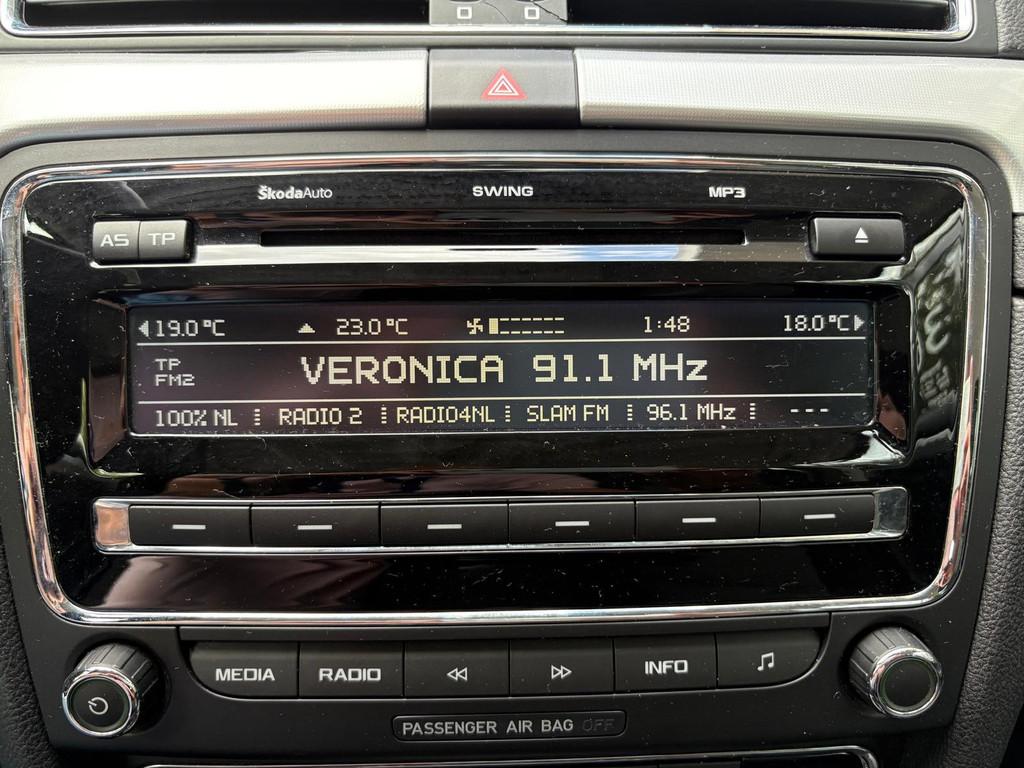 ŠkodaAuto SWING MP3
AS TP
19.0°C 23.0°C 1:48 18.0°C
TP
FM2
VERONICA 91.1 MHz
100% NL RADIO 2 RADIO4NL SLAM FM 96.1 MHz ---
MEDIA RADIO INFO
PASSENGER AIR BAG OFF